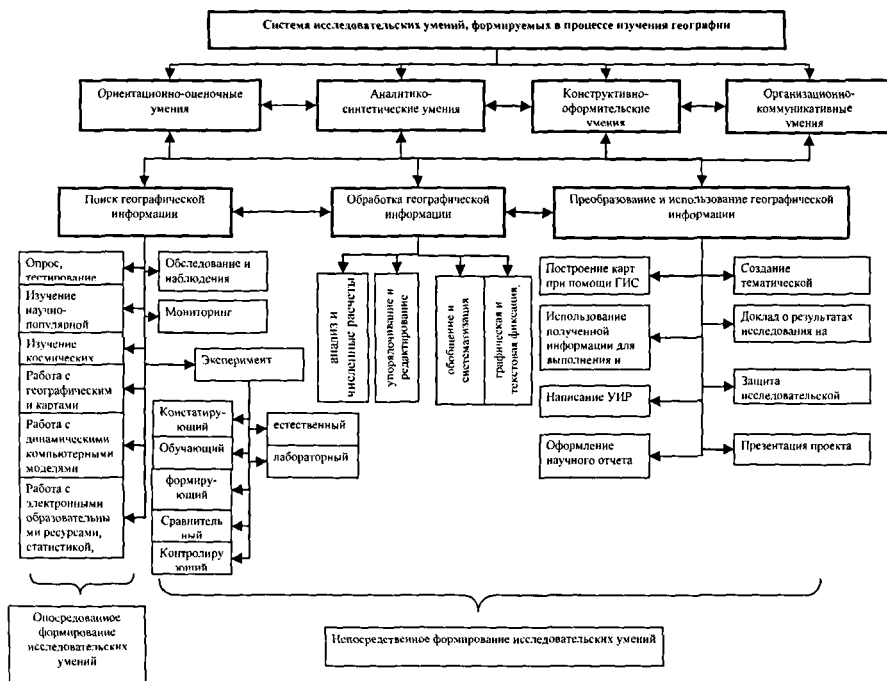 Система исследовательских умений, формируемых в процессе изучения географии
Ориентационно-оценочные
умения
Аналитико-
синтетические умения
Конструктивно-
оформительские
умения
Организационно-
коммуникативные
умения
Поиск географической
информации
Обработка географической
информации
Преобразование и использование географической
информации
Опрос,
тестирование
Изучение
научно-
популярной
Изучение
космических
Работа с
географическим
и картами
Работа с
динамическими
компьютерными
моделями
Работа с
электронными
образовательны
ми ресурсами,
статистикой,
Обследование и
наблюдения
Мониторинг
Эксперимент
Констатирую
ющий
Обучающий
формиру-
ющий
Сравнитель
ный
Контролиру
ющий
естественный
лабораторный
анализ и
численные расчеты
упорядочивание и
редактирование
обобщение и
систематизация
графическая и
текстовая фиксация,
Построение карт
при помощи ГИС
Использование
полученной
информации для
выполнения и
Написание УИР
Оформление
научного отчета
Создание
тематической
Доклад о результатах
исследования на
Защита
исследовательской
Презентация проекта
Опосредованное
формирование
исследовательских
умений
Непосредственное формирование исследовательских умений